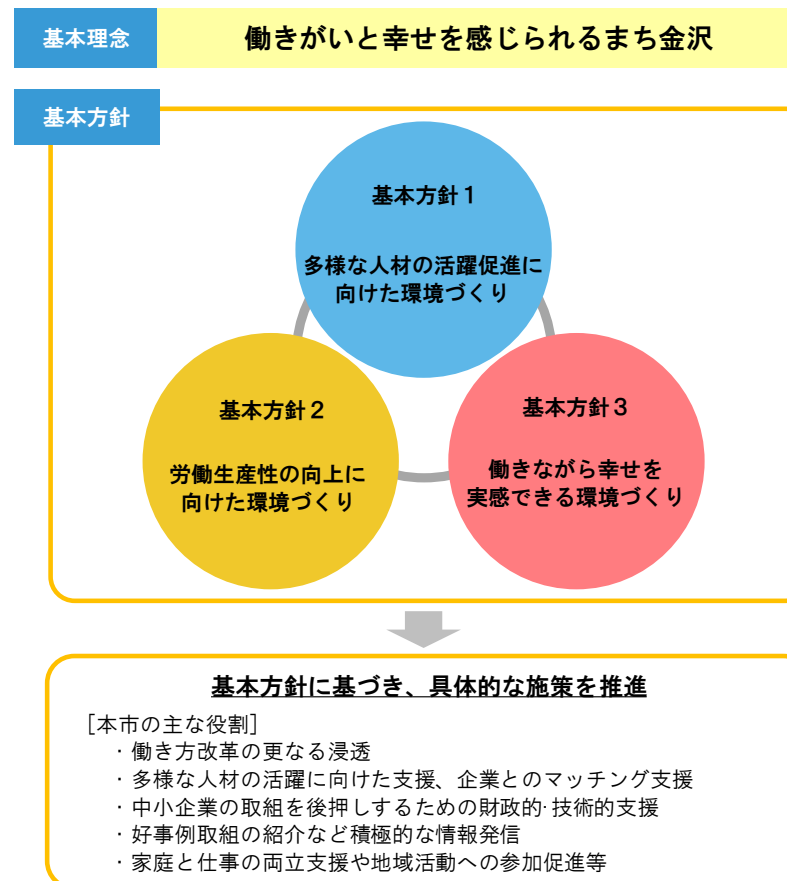 基本理念
働きがいと幸せを感じられるまち金沢
基本方針
基本方針１
多様な人材の活躍促進に
向けた環境づくり
基本方針２
労働生産性の向上に
向けた環境づくり
基本方針３
働きながら幸せを
実感できる環境づくり
基本方針に基づき、具体的な施策を推進
［本市の主な役割］
・働き方改革の更なる浸透
・多様な人材の活躍に向けた支援、企業とのマッチング支援
・中小企業の取組を後押しするための財政的・技術的支援
・好事例取組の紹介など積極的な情報発信
・家庭と仕事の両立支援や地域活動への参加促進等